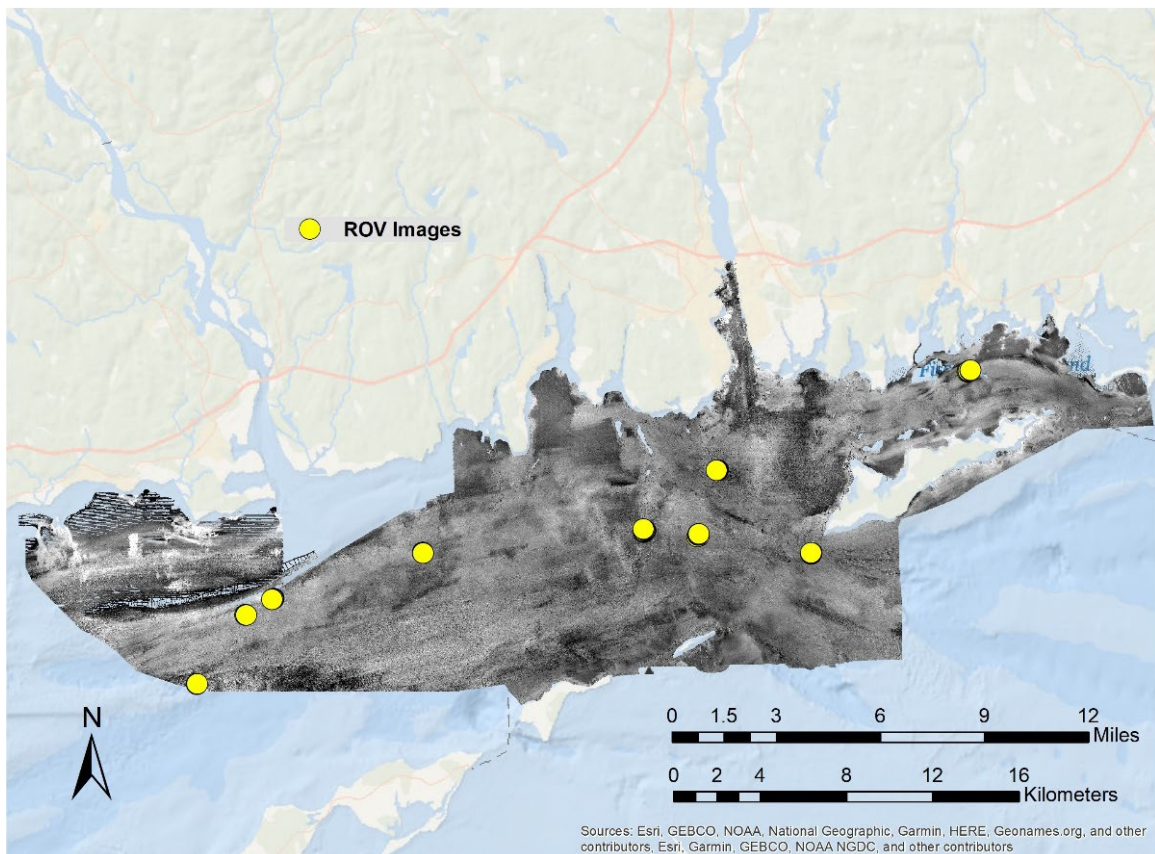 ROV Images
Fis nd
N
0 1.5 3 6 9 12
Miles
0 2 4 8 12 16
Kilometers
Sources: Esri, GEBCO, NOAA, National Geographic, Garmin, HERE, Geonames.org, and other
contributors, Esri, Garmin, GEBCO, NOAA NGDC, and other contributors